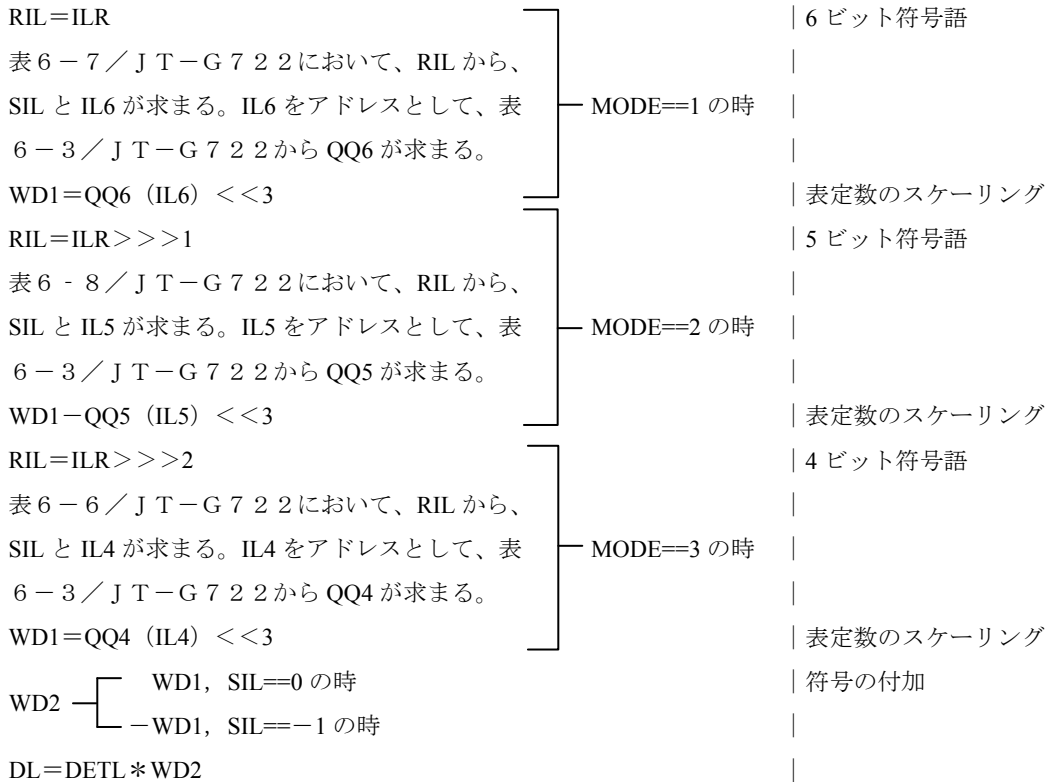 RIL＝ILR |6 ビット符号語
表６－７／ＪＴ－Ｇ７２２において、RIL から、 |
SIL と IL6 が求まる。IL6 をアドレスとして、表 MODE==1 の時 |
６－３／ＪＴ－Ｇ７２２から QQ6 が求まる。 |
WD1＝QQ6（IL6）＜＜3 |表定数のスケーリング
RIL＝ILR＞＞＞1 |5 ビット符号語
表６‐８／ＪＴ－Ｇ７２２において、RIL から、 |
SIL と IL5 が求まる。IL5 をアドレスとして、表 MODE==2 の時 |
６－３／ＪＴ－Ｇ７２２から QQ5 が求まる。 |
WD1－QQ5（IL5）＜＜3 |表定数のスケーリング
RIL＝ILR＞＞＞2 |4 ビット符号語
表６－６／ＪＴ－Ｇ７２２において、RIL から、 |
SIL と IL4 が求まる。IL4 をアドレスとして、表 MODE==3 の時 |
６－３／ＪＴ－Ｇ７２２から QQ4 が求まる。 |
WD1＝QQ4（IL4）＜＜3 |表定数のスケーリング
WD2 WD1，SIL==0 の時 |符号の付加
－WD1，SIL==－1 の時 |
DL＝DETL＊WD2 |